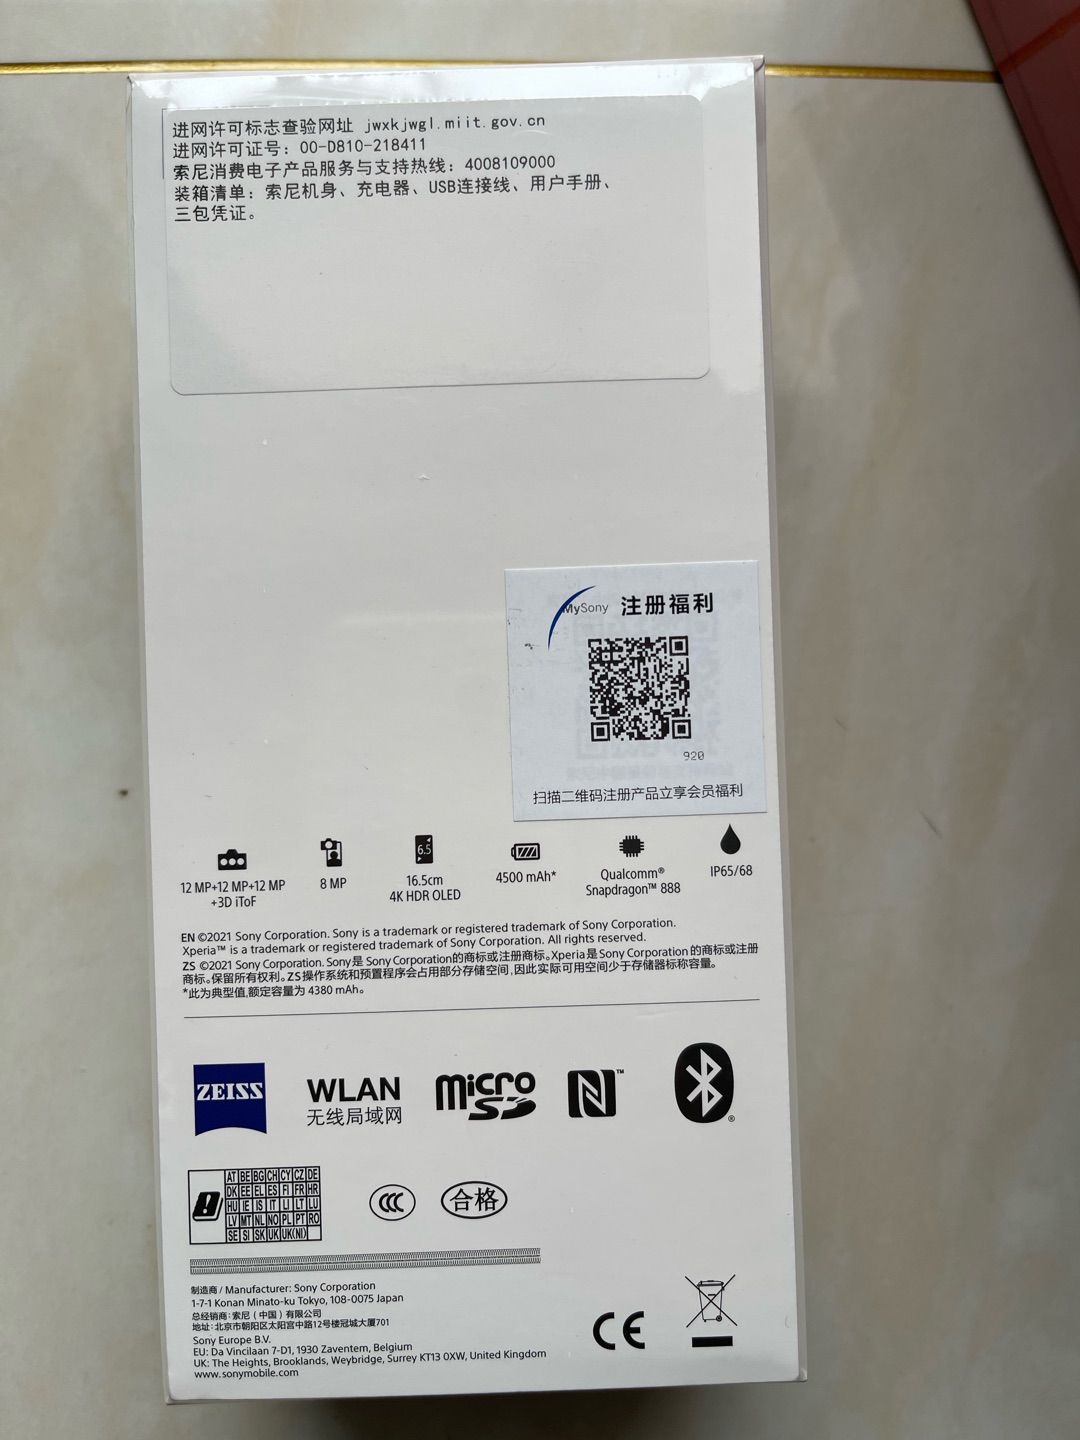 进网许可标志查验网址 jwxkjwgl.miit.gov.cn
进网许可证号：00-D810-218411
索尼消费电子产品服务与支持热线：4008109000
装箱清单：索尼机身、充电器、USB连接线、用户手册、
三包凭证。
MySony 注册福利
920
扫描二维码注册产品立享会员福利
6.5
12 MP+12 MP+12 MP
+3D iToF
8 MP
16.5cm
4K HDR OLED
4500 mAh*
Qualcomm®
Snapdragon™ 888
IP65/68
EN ©2021 Sony Corporation. Sony is a trademark or registered trademark of Sony Corporation.
Xperia™ is a trademark or registered trademark of Sony Corporation. All rights reserved.
ZS ©2021 Sony Corporation. Sony是 Sony Corporation的商标或注册商标。Xperia是 Sony Corporation 的商标或注册
商标。保留所有权利。ZS操作系统和预置程序会占用部分存储空间，因此实际可用空间少于存储器标称容量。
*此为典型值，额定容量为 4380 mAh。
ZEISS
WLAN
无线局域网
micro
SD
N™
®
AT BE BG CH CY CZ DE
DK EE EL ES FI FR HR
HU IE IS IT LI LT LU
LV MT NL NO PL PT RO
SE SI SK UK UK(NI)
CCC
合格
制造商 / Manufacturer: Sony Corporation
1-7-1 Konan Minato-ku Tokyo, 108-0075 Japan
总经销商：索尼（中国）有限公司
地址：北京市朝阳区太阳宫中路12号楼冠城大厦701
Sony Europe B.V.
EU: Da Vincilaan 7-D1, 1930 Zaventem, Belgium
UK: The Heights, Brooklands, Weybridge, Surrey KT13 0XW, United Kingdom
www.sonymobile.com
CE